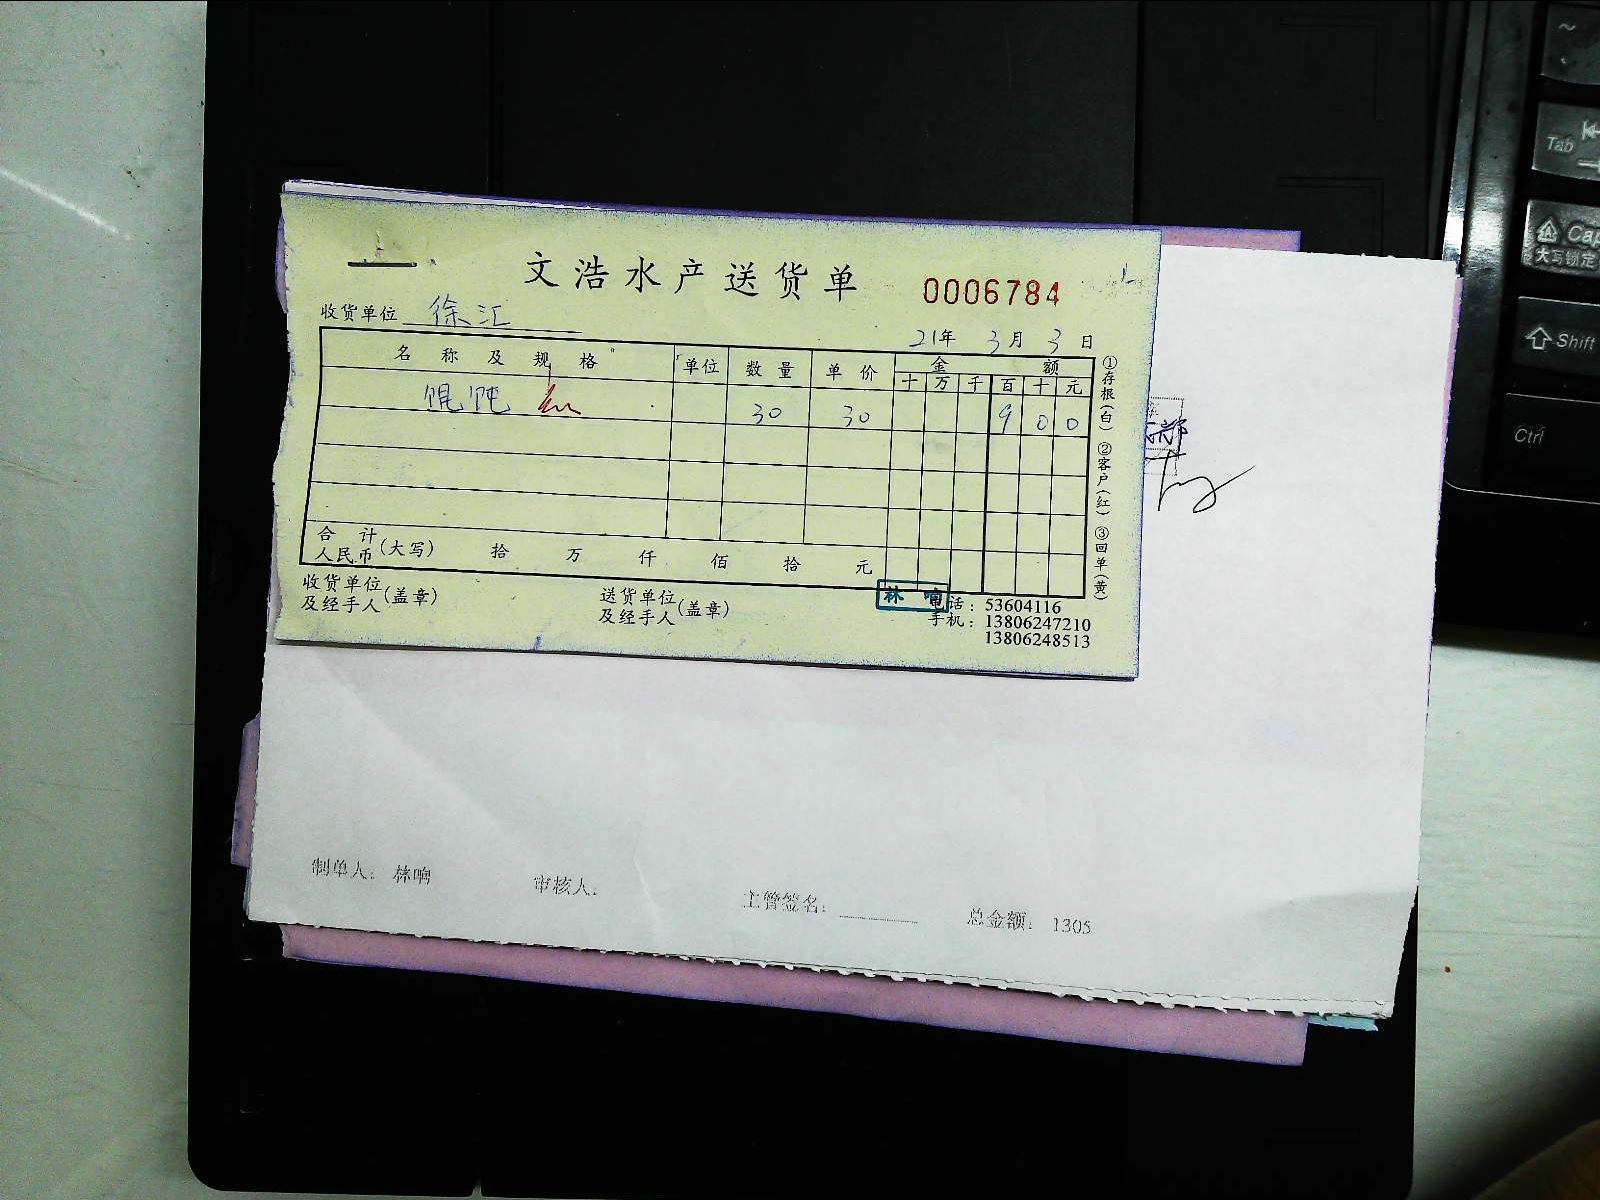 文浩水产送货单 0006784
收货单位 徐汇
21年 3月 3日
名称及规格 单位 数量 单价 金额
十 万 千 百 十 元
馄饨 30 30 9 0 0
合计
人民币(大写) 拾 万 仟 佰 拾 元
收货单位
及经手人(盖章)
送货单位
及经手人(盖章)
林响
电话：53604116
手机：13806247210
13806248513
①存根(白) ②客户(红) ③回单(黄)
制单人：林响 审核人： 主管签名： 总金额：1305
~
Tab
Cap
大写锁定
Shift
Ctrl